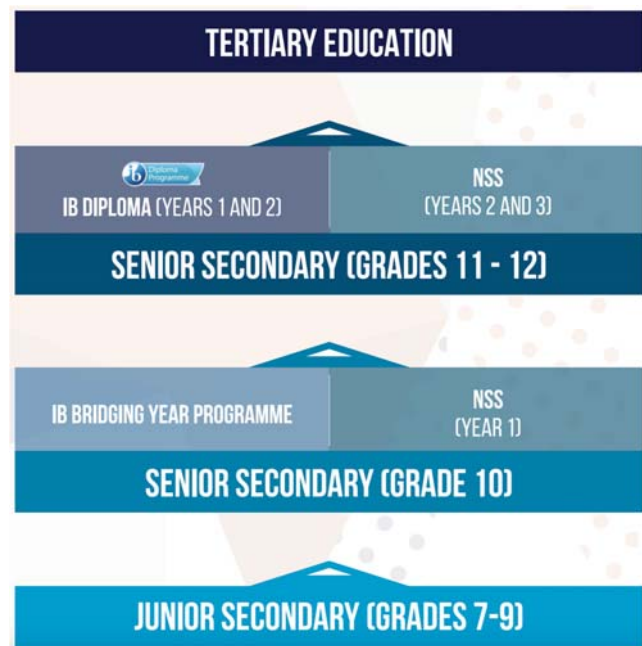 TERTIARY EDUCATION
ib Diploma
Programme
IB DIPLOMA (YEARS 1 AND 2)
NSS
(YEARS 2 AND 3)
SENIOR SECONDARY (GRADES 11 - 12)
IB BRIDGING YEAR PROGRAMME
NSS
(YEAR 1)
SENIOR SECONDARY (GRADE 10)
JUNIOR SECONDARY (GRADES 7-9)